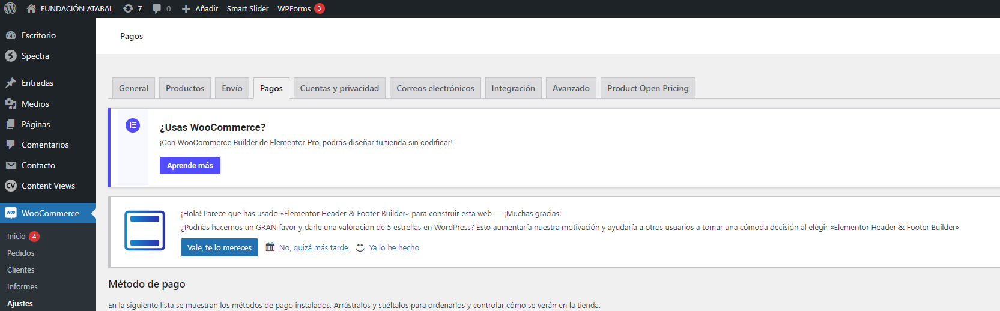 FUNDACIÓN ATABAL 7 0 Añadir Smart Slider WPForms 3
Escritorio
Spectra
Entradas
Medios
Páginas
Comentarios
Contacto
CV Content Views
Woo WooCommerce
Inicio 4
Pedidos
Clientes
Informes
Ajustes
Pagos
General Productos Envío Pagos Cuentas y privacidad Correos electrónicos Integración Avanzado Product Open Pricing
¿Usas WooCommerce?
¡Con WooCommerce Builder de Elementor Pro, podrás diseñar tu tienda sin codificar!
Aprende más
¡Hola! Parece que has usado «Elementor Header & Footer Builder» para construir esta web — ¡Muchas gracias!
¿Podrías hacernos un GRAN favor y darle una valoración de 5 estrellas en WordPress? Esto aumentaría nuestra motivación y ayudaría a otros usuarios a tomar una cómoda decisión al elegir «Elementor Header & Footer Builder».
Vale, te lo mereces No, quizá más tarde Ya lo he hecho
Método de pago
En la siguiente lista se muestran los métodos de pago instalados. Arrástralos y suéltalos para ordenarlos y controlar cómo se verán en la tienda.